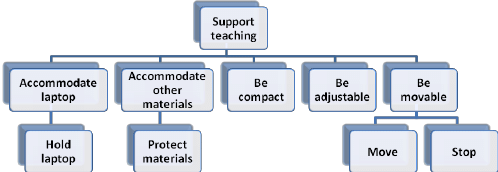 Support
teaching
Accommodate
laptop
Accommodate
other
materials
Be
compact
Be
adjustable
Be
movable
Hold
laptop
Protect
materials
Move
Stop